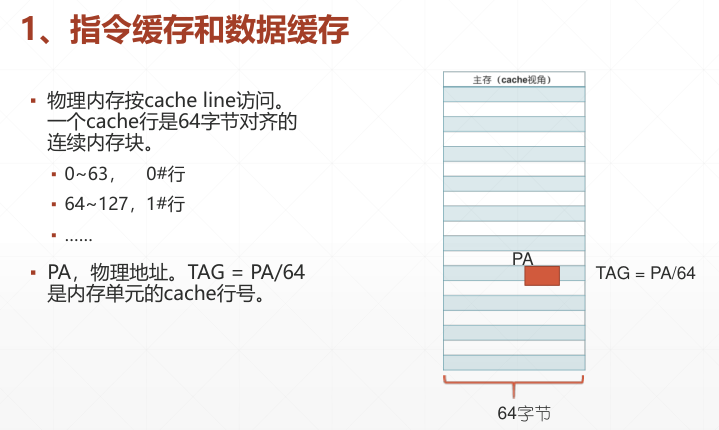 1、指令缓存和数据缓存
物理内存按cache line访问。
一个cache行是64字节对齐的
连续内存块。
0~63， 0#行
64~127，1#行
……
PA，物理地址。TAG = PA/64
是内存单元的cache行号。
主存（cache视角）
PA
TAG = PA/64
64字节